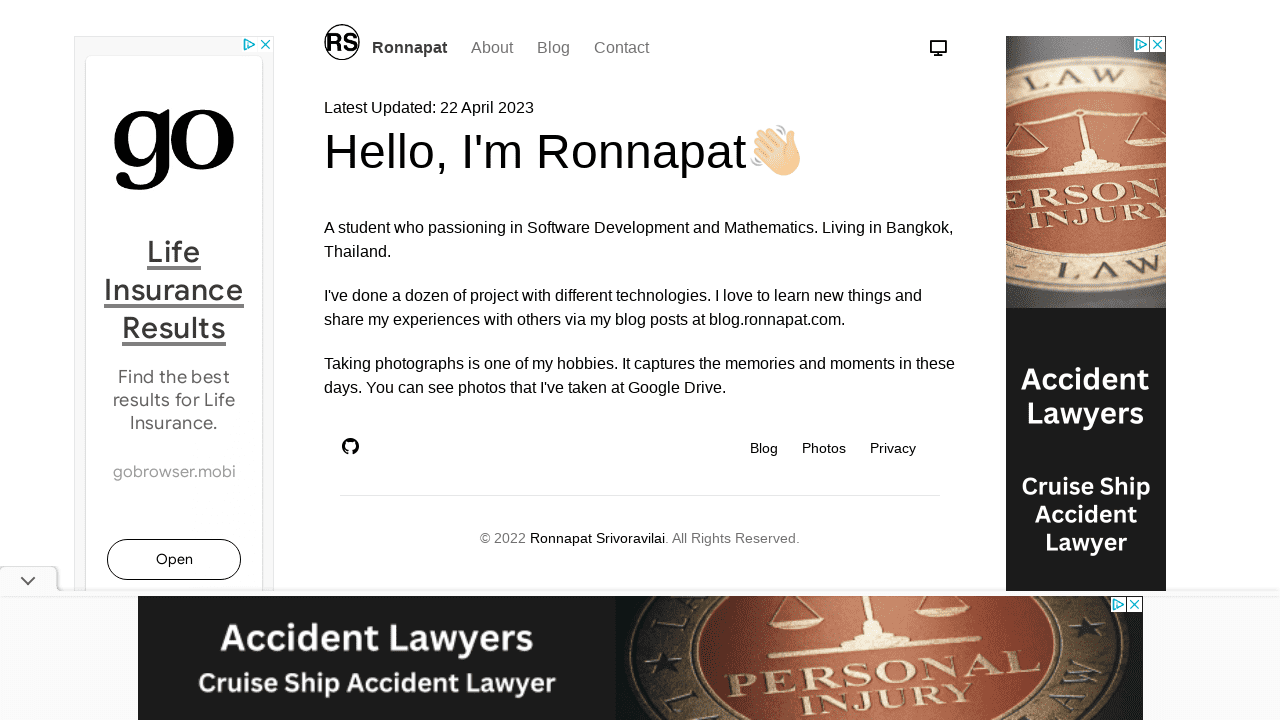 RS
Ronnapat About Blog Contact
Latest Updated: 22 April 2023
Hello, I'm Ronnapat👋🏻
A student who passioning in Software Development and Mathematics. Living in Bangkok,
Thailand.
I've done a dozen of project with different technologies. I love to learn new things and
share my experiences with others via my blog posts at blog.ronnapat.com.
Taking photographs is one of my hobbies. It captures the memories and moments in these
days. You can see photos that I've taken at Google Drive.
Blog Photos Privacy
© 2022 Ronnapat Srivoravilai. All Rights Reserved.
go
Life
Insurance
Results
Find the best
results for Life
Insurance.
gobrowser.mobi
Open
LAW
PERSON
INJURY
LAW
Accident
Lawyers
Cruise Ship
Accident
Lawyer
Accident Lawyers
Cruise Ship Accident Lawyer
PERSONAL
INJURY